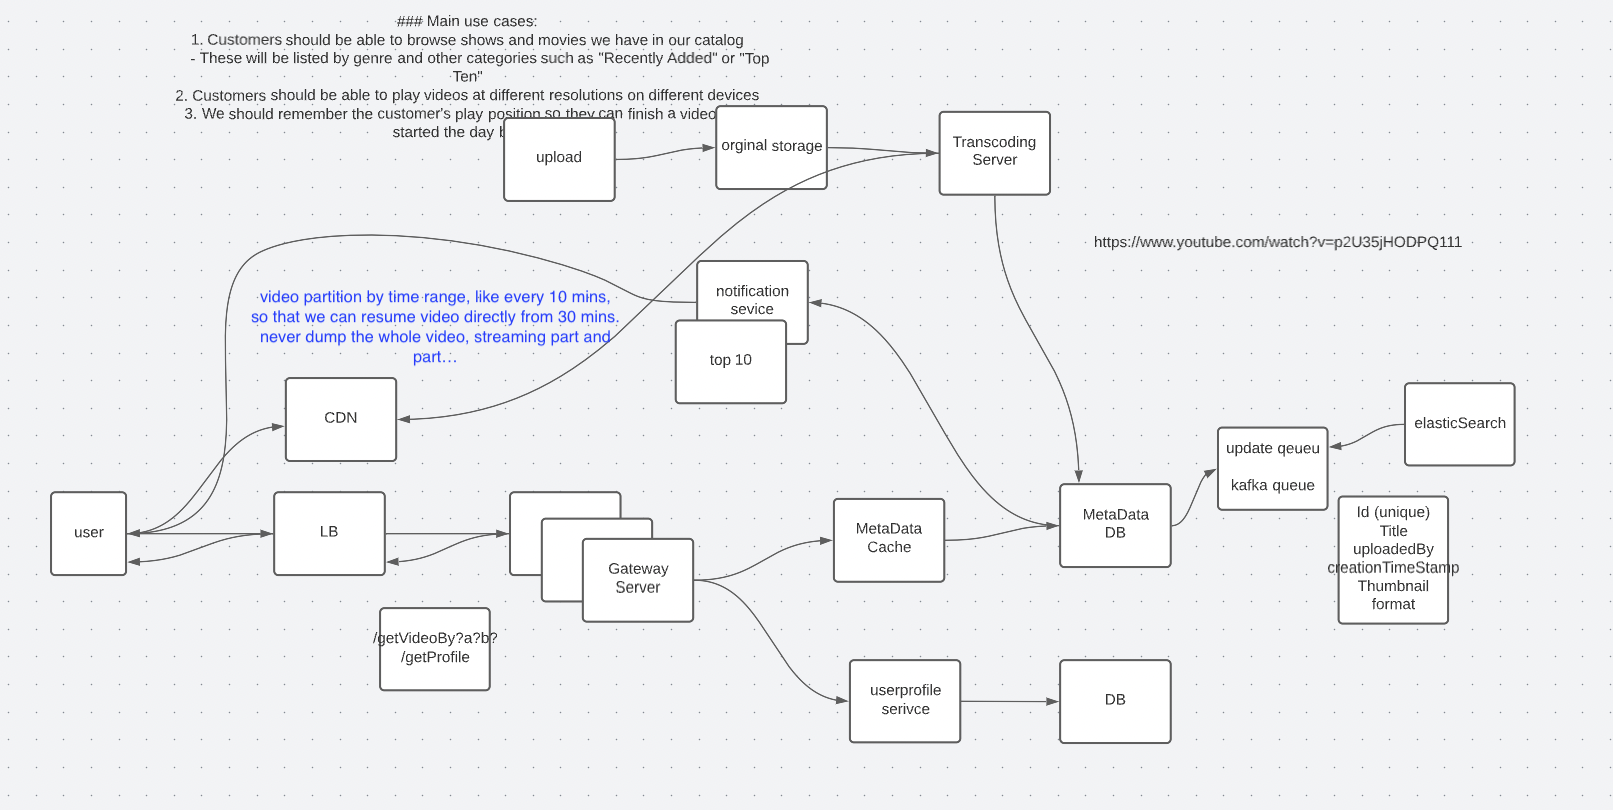 ### Main use cases:
1. Customers should be able to browse shows and movies we have in our catalog
- These will be listed by genre and other categories such as "Recently Added" or "Top
Ten"
2. Customers should be able to play videos at different resolutions on different devices
3. We should remember the customer's play position so they can finish a video
started the day
upload
orginal storage
Transcoding
Server
https://www.youtube.com/watch?v=p2U35jHODPQ111
notification
sevice
top 10
video partition by time range, like every 10 mins,
so that we can resume video directly from 30 mins.
never dump the whole video, streaming part and
part...
CDN
user
LB
Gateway
Server
MetaData
Cache
MetaData
DB
update qeueu
kafka queue
elasticSearch
Id (unique)
Title
uploadedBy
creationTimeStamp
Thumbnail
format
/getVideoBy?a?b?
/getProfile
userprofile
serivce
DB